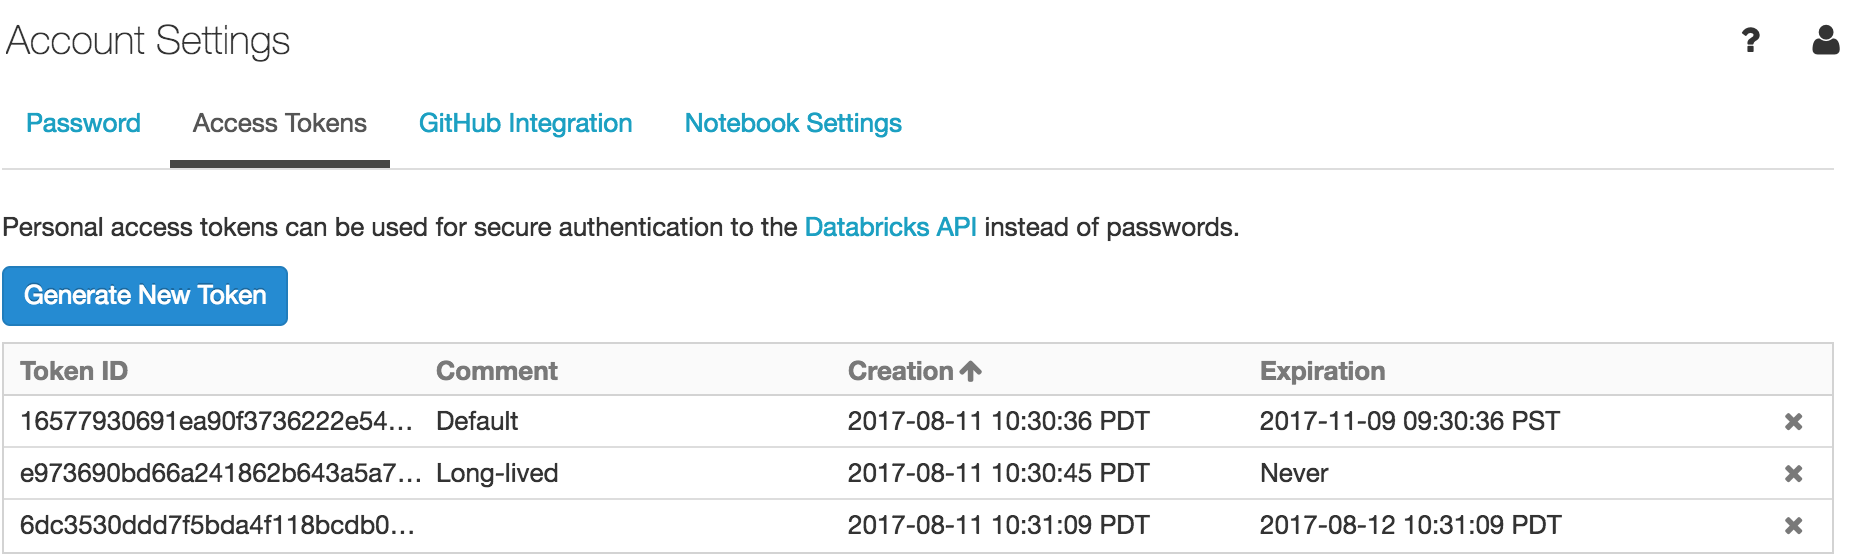 Account Settings
Password Access Tokens GitHub Integration Notebook Settings
Personal access tokens can be used for secure authentication to the Databricks API instead of passwords.
Generate New Token
Token ID Comment Creation Expiration
16577930691ea90f3736222e54... Default 2017-08-11 10:30:36 PDT 2017-11-09 09:30:36 PST
e973690bd66a241862b643a5a7... Long-lived 2017-08-11 10:30:45 PDT Never
6dc3530ddd7f5bda4f118bcdb0... 2017-08-11 10:31:09 PDT 2017-08-12 10:31:09 PDT